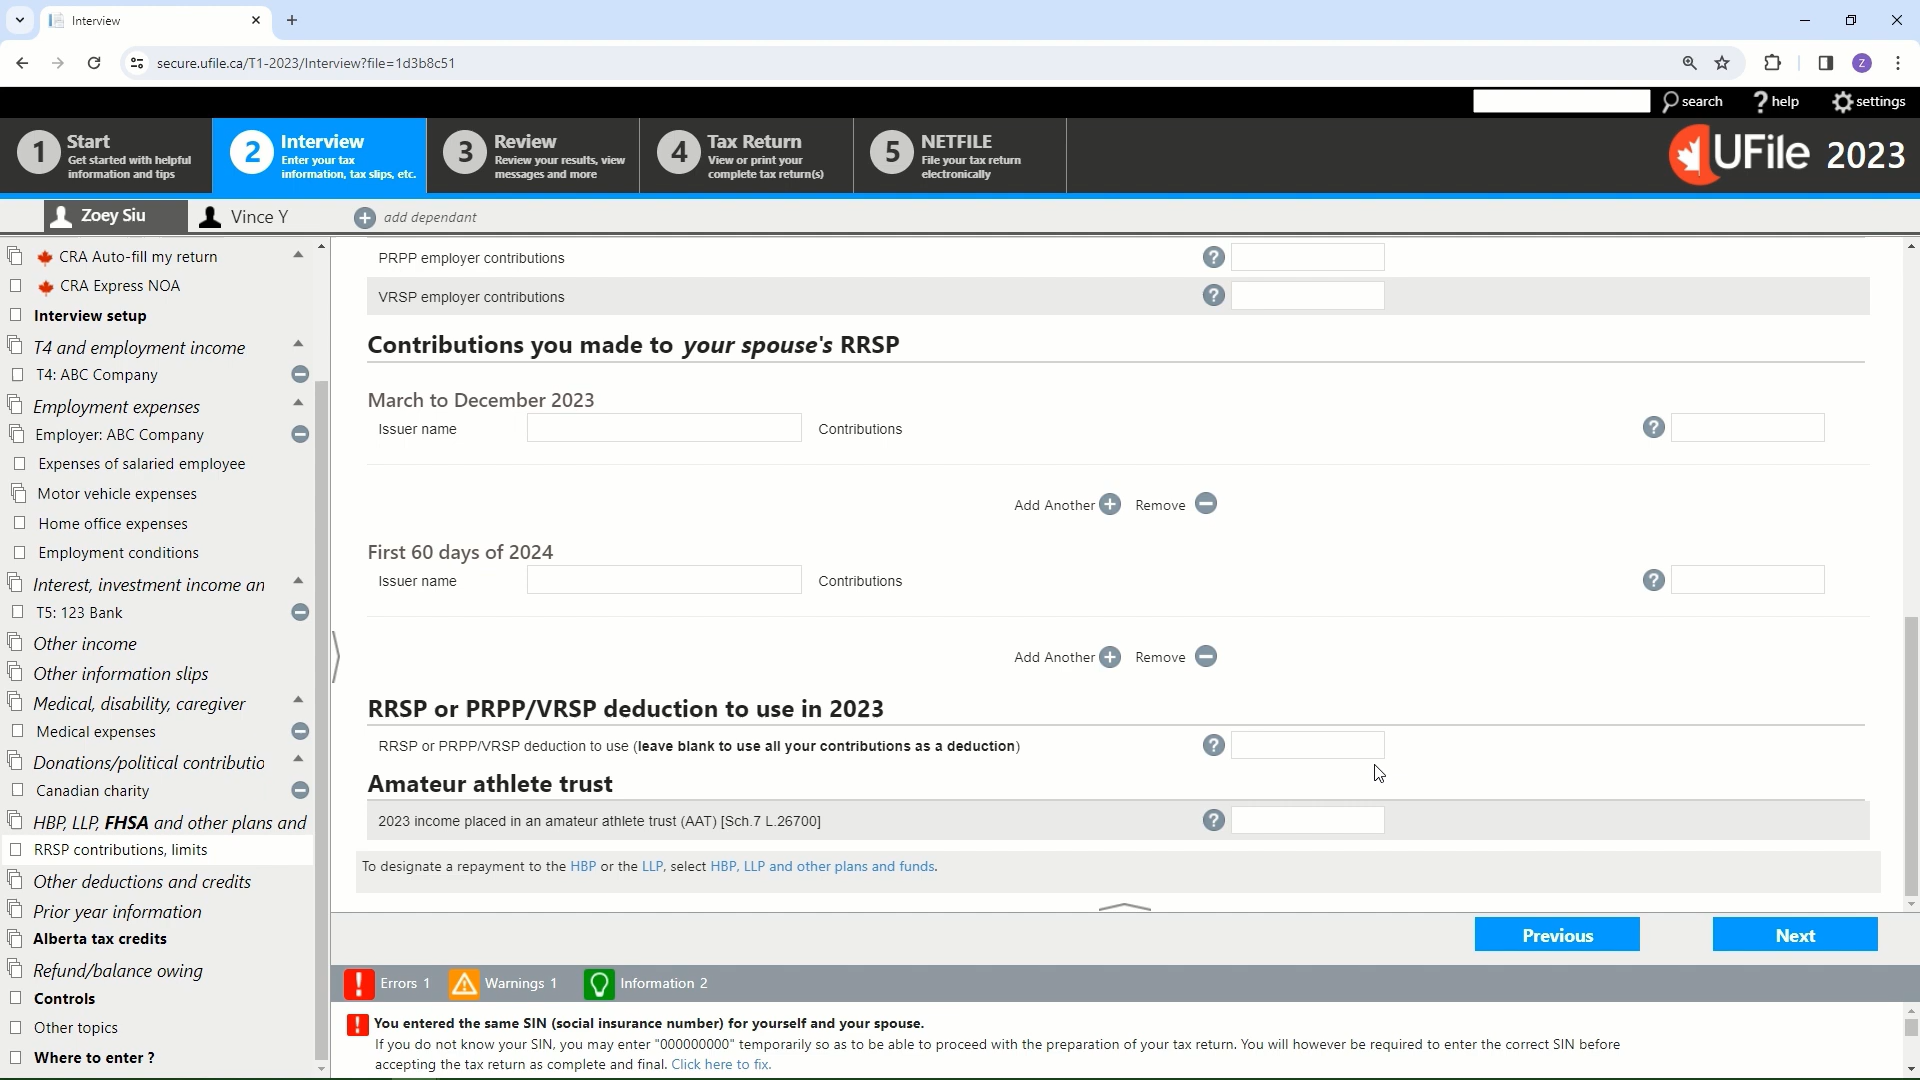 Interview
secure.ufile.ca/T1-2023/Interview?file=1d3b8c51
Z
search
help
settings
1 Start
Get started with helpful
information and tips
2 Interview
Enter your tax
information, tax slips, etc.
3 Review
Review your results, view
messages and more
4 Tax Return
View or print your
complete tax return(s)
5 NETFILE
File your tax return
electronically
UFile 2023
Zoey Siu
Vince Y
add dependant
CRA Auto-fill my return
CRA Express NOA
Interview setup
T4 and employment income
T4: ABC Company
Employment expenses
Employer: ABC Company
Expenses of salaried employee
Motor vehicle expenses
Home office expenses
Employment conditions
Interest, investment income an
T5: 123 Bank
Other income
Other information slips
Medical, disability, caregiver
Medical expenses
Donations/political contributio
Canadian charity
HBP, LLP, FHSA and other plans and
RRSP contributions, limits
Other deductions and credits
Prior year information
Alberta tax credits
Refund/balance owing
Controls
Other topics
Where to enter ?
PRPP employer contributions
VRSP employer contributions
Contributions you made to your spouse's RRSP
March to December 2023
Issuer name Contributions
Add Another Remove
First 60 days of 2024
Issuer name Contributions
Add Another Remove
RRSP or PRPP/VRSP deduction to use in 2023
RRSP or PRPP/VRSP deduction to use (leave blank to use all your contributions as a deduction)
Amateur athlete trust
2023 income placed in an amateur athlete trust (AAT) [Sch.7 L.26700]
To designate a repayment to the HBP or the LLP, select HBP, LLP and other plans and funds.
Previous
Next
Errors 1
Warnings 1
Information 2
You entered the same SIN (social insurance number) for yourself and your spouse.
If you do not know your SIN, you may enter "000000000" temporarily so as to be able to proceed with the preparation of your tax return. You will however be required to enter the correct SIN before
accepting the tax return as complete and final. Click here to fix.